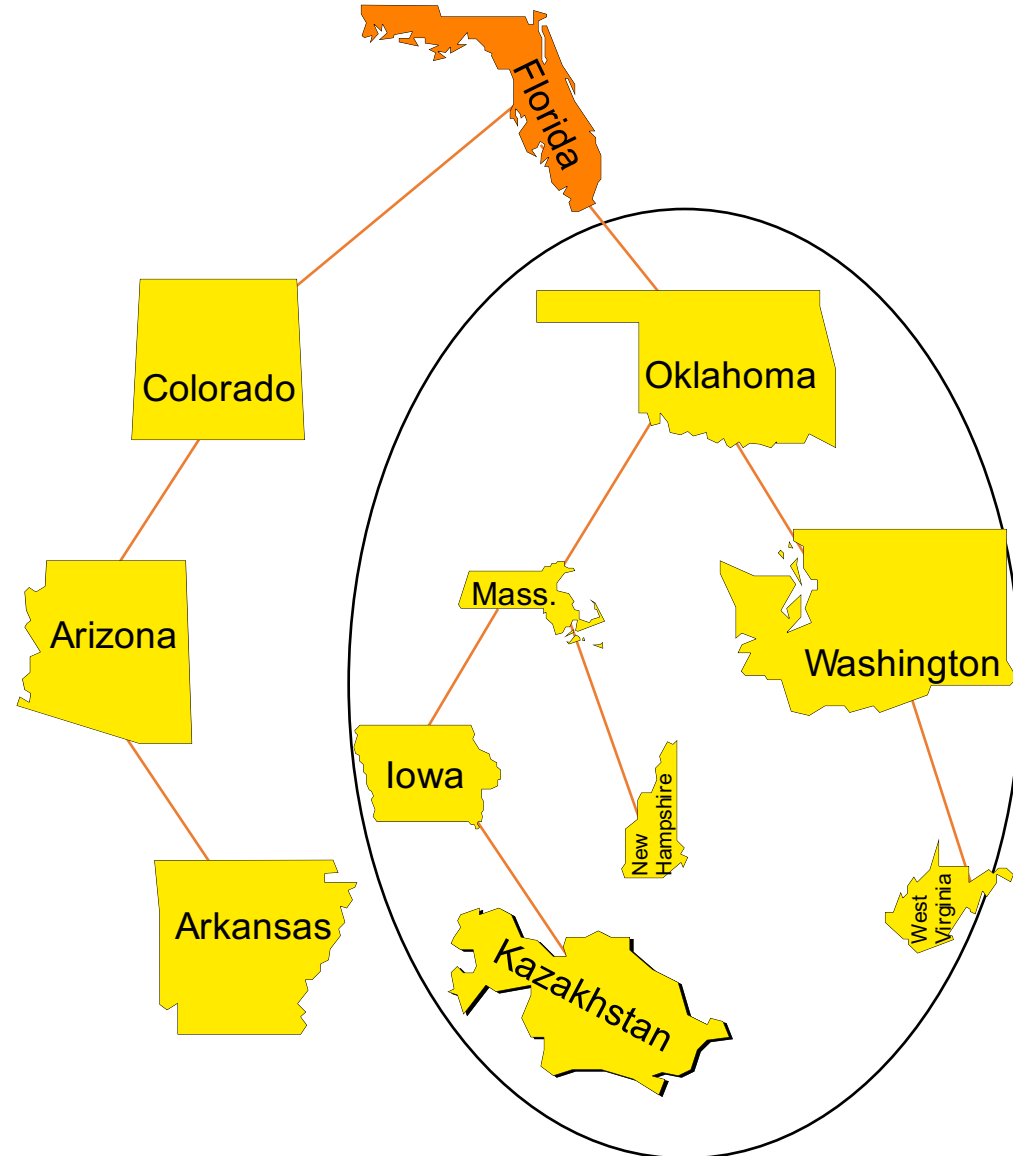 Florida
Colorado
Oklahoma
Mass.
Arizona
Washington
Iowa
New
Hampshire
West
Virginia
Arkansas
Kazakhstan